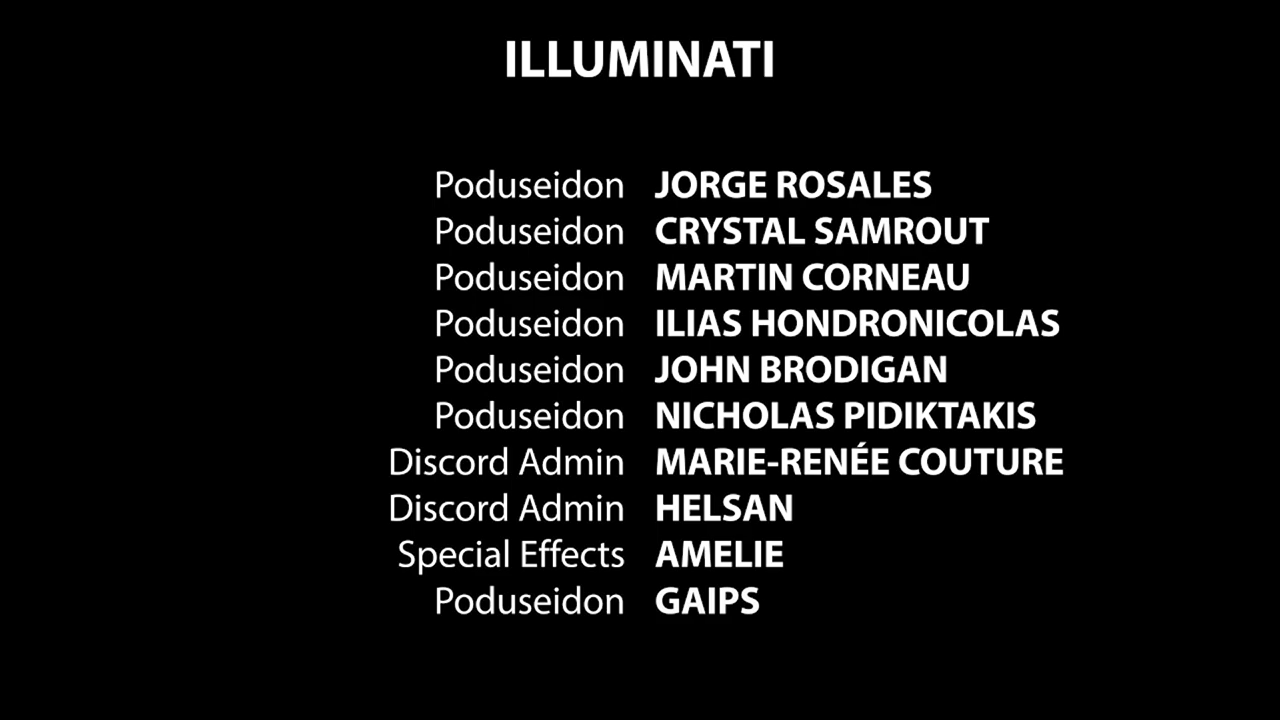 ILLUMINATI
Poduseidon JORGE ROSALES
Poduseidon CRYSTAL SAMROUT
Poduseidon MARTIN CORNEAU
Poduseidon ILIAS HONDRONICOLAS
Poduseidon JOHN BRODIGAN
Poduseidon NICHOLAS PIDIKTAKIS
Discord Admin MARIE-RENÉE COUTURE
Discord Admin HELSAN
Special Effects AMELIE
Poduseidon GAIPS